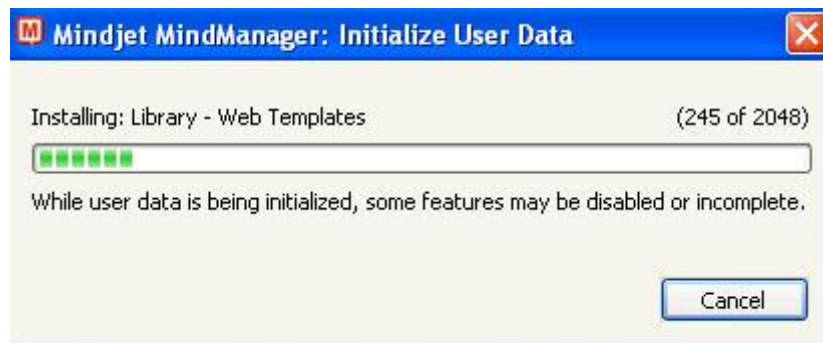 Mindjet MindManager: Initialize User Data
Installing: Library - Web Templates (245 of 2048)
While user data is being initialized, some features may be disabled or incomplete.
Cancel